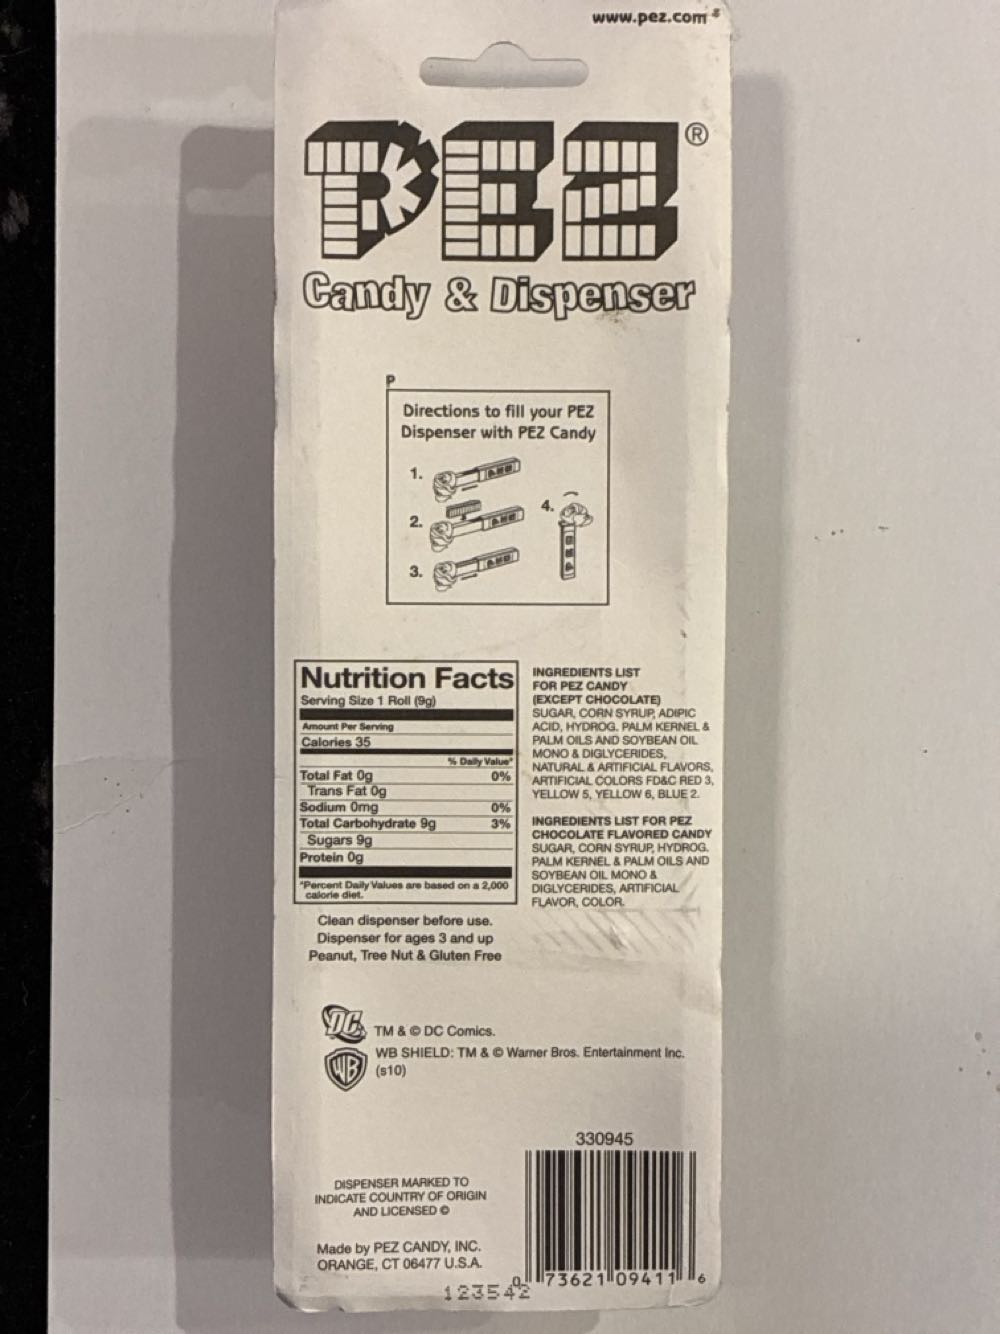 www.pez.com
PEZ®
Candy & Dispenser
P
Directions to fill your PEZ
Dispenser with PEZ Candy
1.
2.
3.
4.
Nutrition Facts
Serving Size 1 Roll (9g)
Amount Per Serving
Calories 35
% Daily Value*
Total Fat 0g 0%
Trans Fat 0g
Sodium 0mg 0%
Total Carbohydrate 9g 3%
Sugars 9g
Protein 0g
*Percent Daily Values are based on a 2,000
calorie diet.
INGREDIENTS LIST
FOR PEZ CANDY
(EXCEPT CHOCOLATE)
SUGAR, CORN SYRUP, ADIPIC
ACID, HYDROG. PALM KERNEL &
PALM OILS AND SOYBEAN OIL
MONO & DIGLYCERIDES,
NATURAL & ARTIFICIAL FLAVORS,
ARTIFICIAL COLORS FD&C RED 3,
YELLOW 5, YELLOW 6, BLUE 2.
INGREDIENTS LIST FOR PEZ
CHOCOLATE FLAVORED CANDY
SUGAR, CORN SYRUP, HYDROG.
PALM KERNEL & PALM OILS AND
SOYBEAN OIL MONO &
DIGLYCERIDES, ARTIFICIAL
FLAVOR, COLOR.
Clean dispenser before use.
Dispenser for ages 3 and up
Peanut, Tree Nut & Gluten Free
DC TM & © DC Comics.
WB WB SHIELD: TM & © Warner Bros. Entertainment Inc.
(s10)
330945
DISPENSER MARKED TO
INDICATE COUNTRY OF ORIGIN
AND LICENSED ©
Made by PEZ CANDY, INC.
ORANGE, CT 06477 U.S.A.
0 73621 09411 6
123542